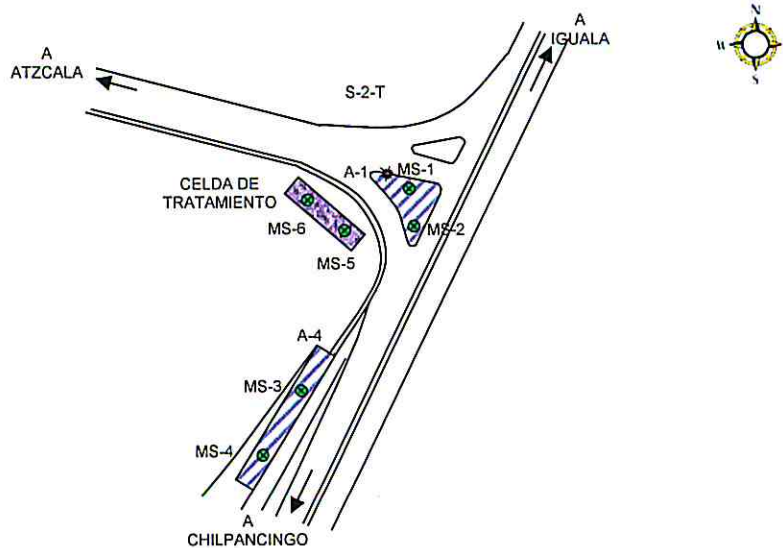 A
IGUALA
N
W
S
A
ATZCALA
S-2-T
A-1
MS-1
CELDA DE
TRATAMIENTO
MS-6
MS-2
MS-5
A-4
MS-3
MS-4
A
CHILPANCINGO